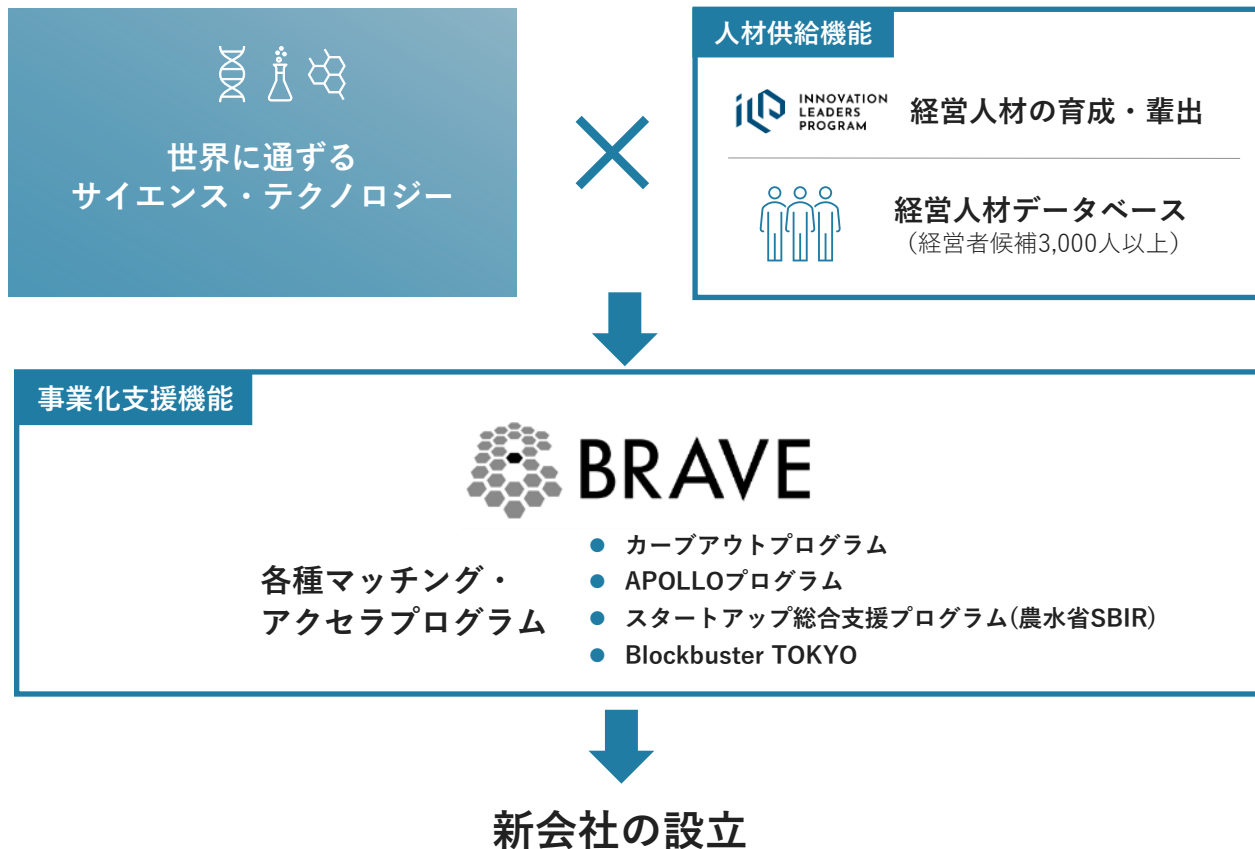 世界に通ずる
サイエンス・テクノロジー
人材供給機能
iLP INNOVATION
LEADERS
PROGRAM
経営人材の育成・輩出
経営人材データベース
（経営者候補3,000人以上）
事業化支援機能
BRAVE
各種マッチング・
アクセラプログラム
● カーブアウトプログラム
● APOLLOプログラム
● スタートアップ総合支援プログラム(農水省SBIR)
● Blockbuster TOKYO
新会社の設立